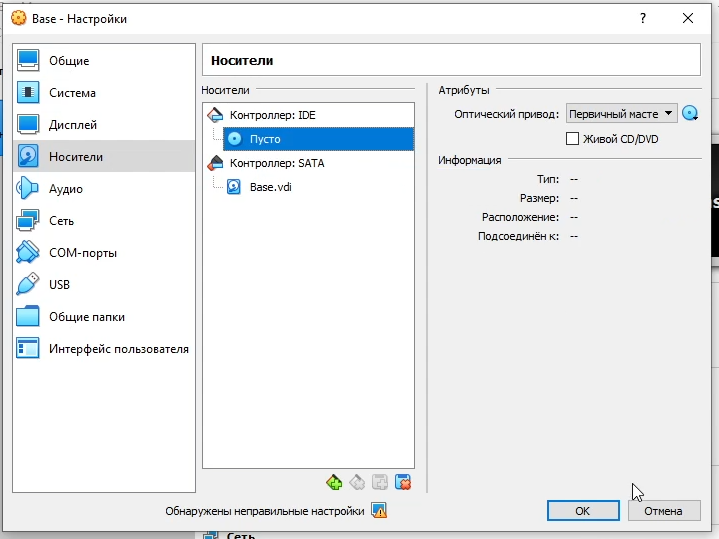 Base - Настройки
?
Общие
Система
Дисплей
Носители
Аудио
Сеть
COM-порты
USB
Общие папки
Интерфейс пользователя
Носители
Носители
Контроллер: IDE
Пусто
Контроллер: SATA
Base.vdi
Атрибуты
Оптический привод: Первичный масте
Живой CD/DVD
Информация
Тип: --
Размер: --
Расположение: --
Подсоединён к: --
Обнаружены неправильные настройки
OK
Отмена
Сеть